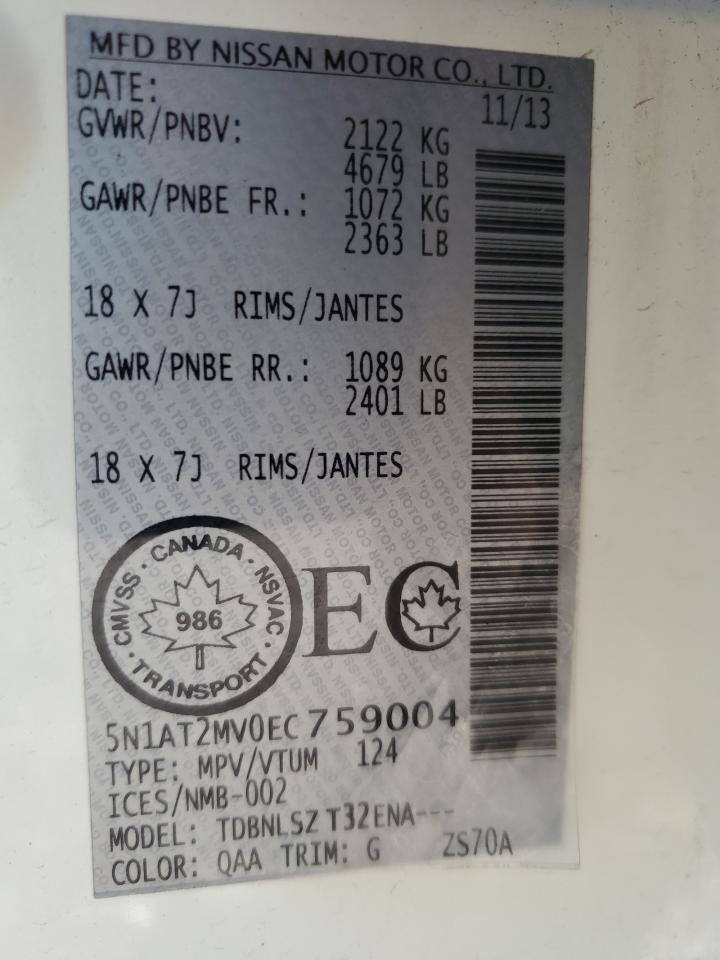 MFD BY NISSAN MOTOR CO., LTD.
DATE: 11/13
GVWR/PNBV: 2122 KG
4679 LB
GAWR/PNBE FR.: 1072 KG
2363 LB
18 X 7J RIMS/JANTES
GAWR/PNBE RR.: 1089 KG
2401 LB
18 X 7J RIMS/JANTES
CMVSS · CANADA · NSVAC · TRANSPORT ·
986
EC
5N1AT2MV0EC759004
TYPE: MPV/VTUM 124
ICES/NMB-002
MODEL: TDBNLSZ T32ENA---
COLOR: QAA TRIM: G ZS70A